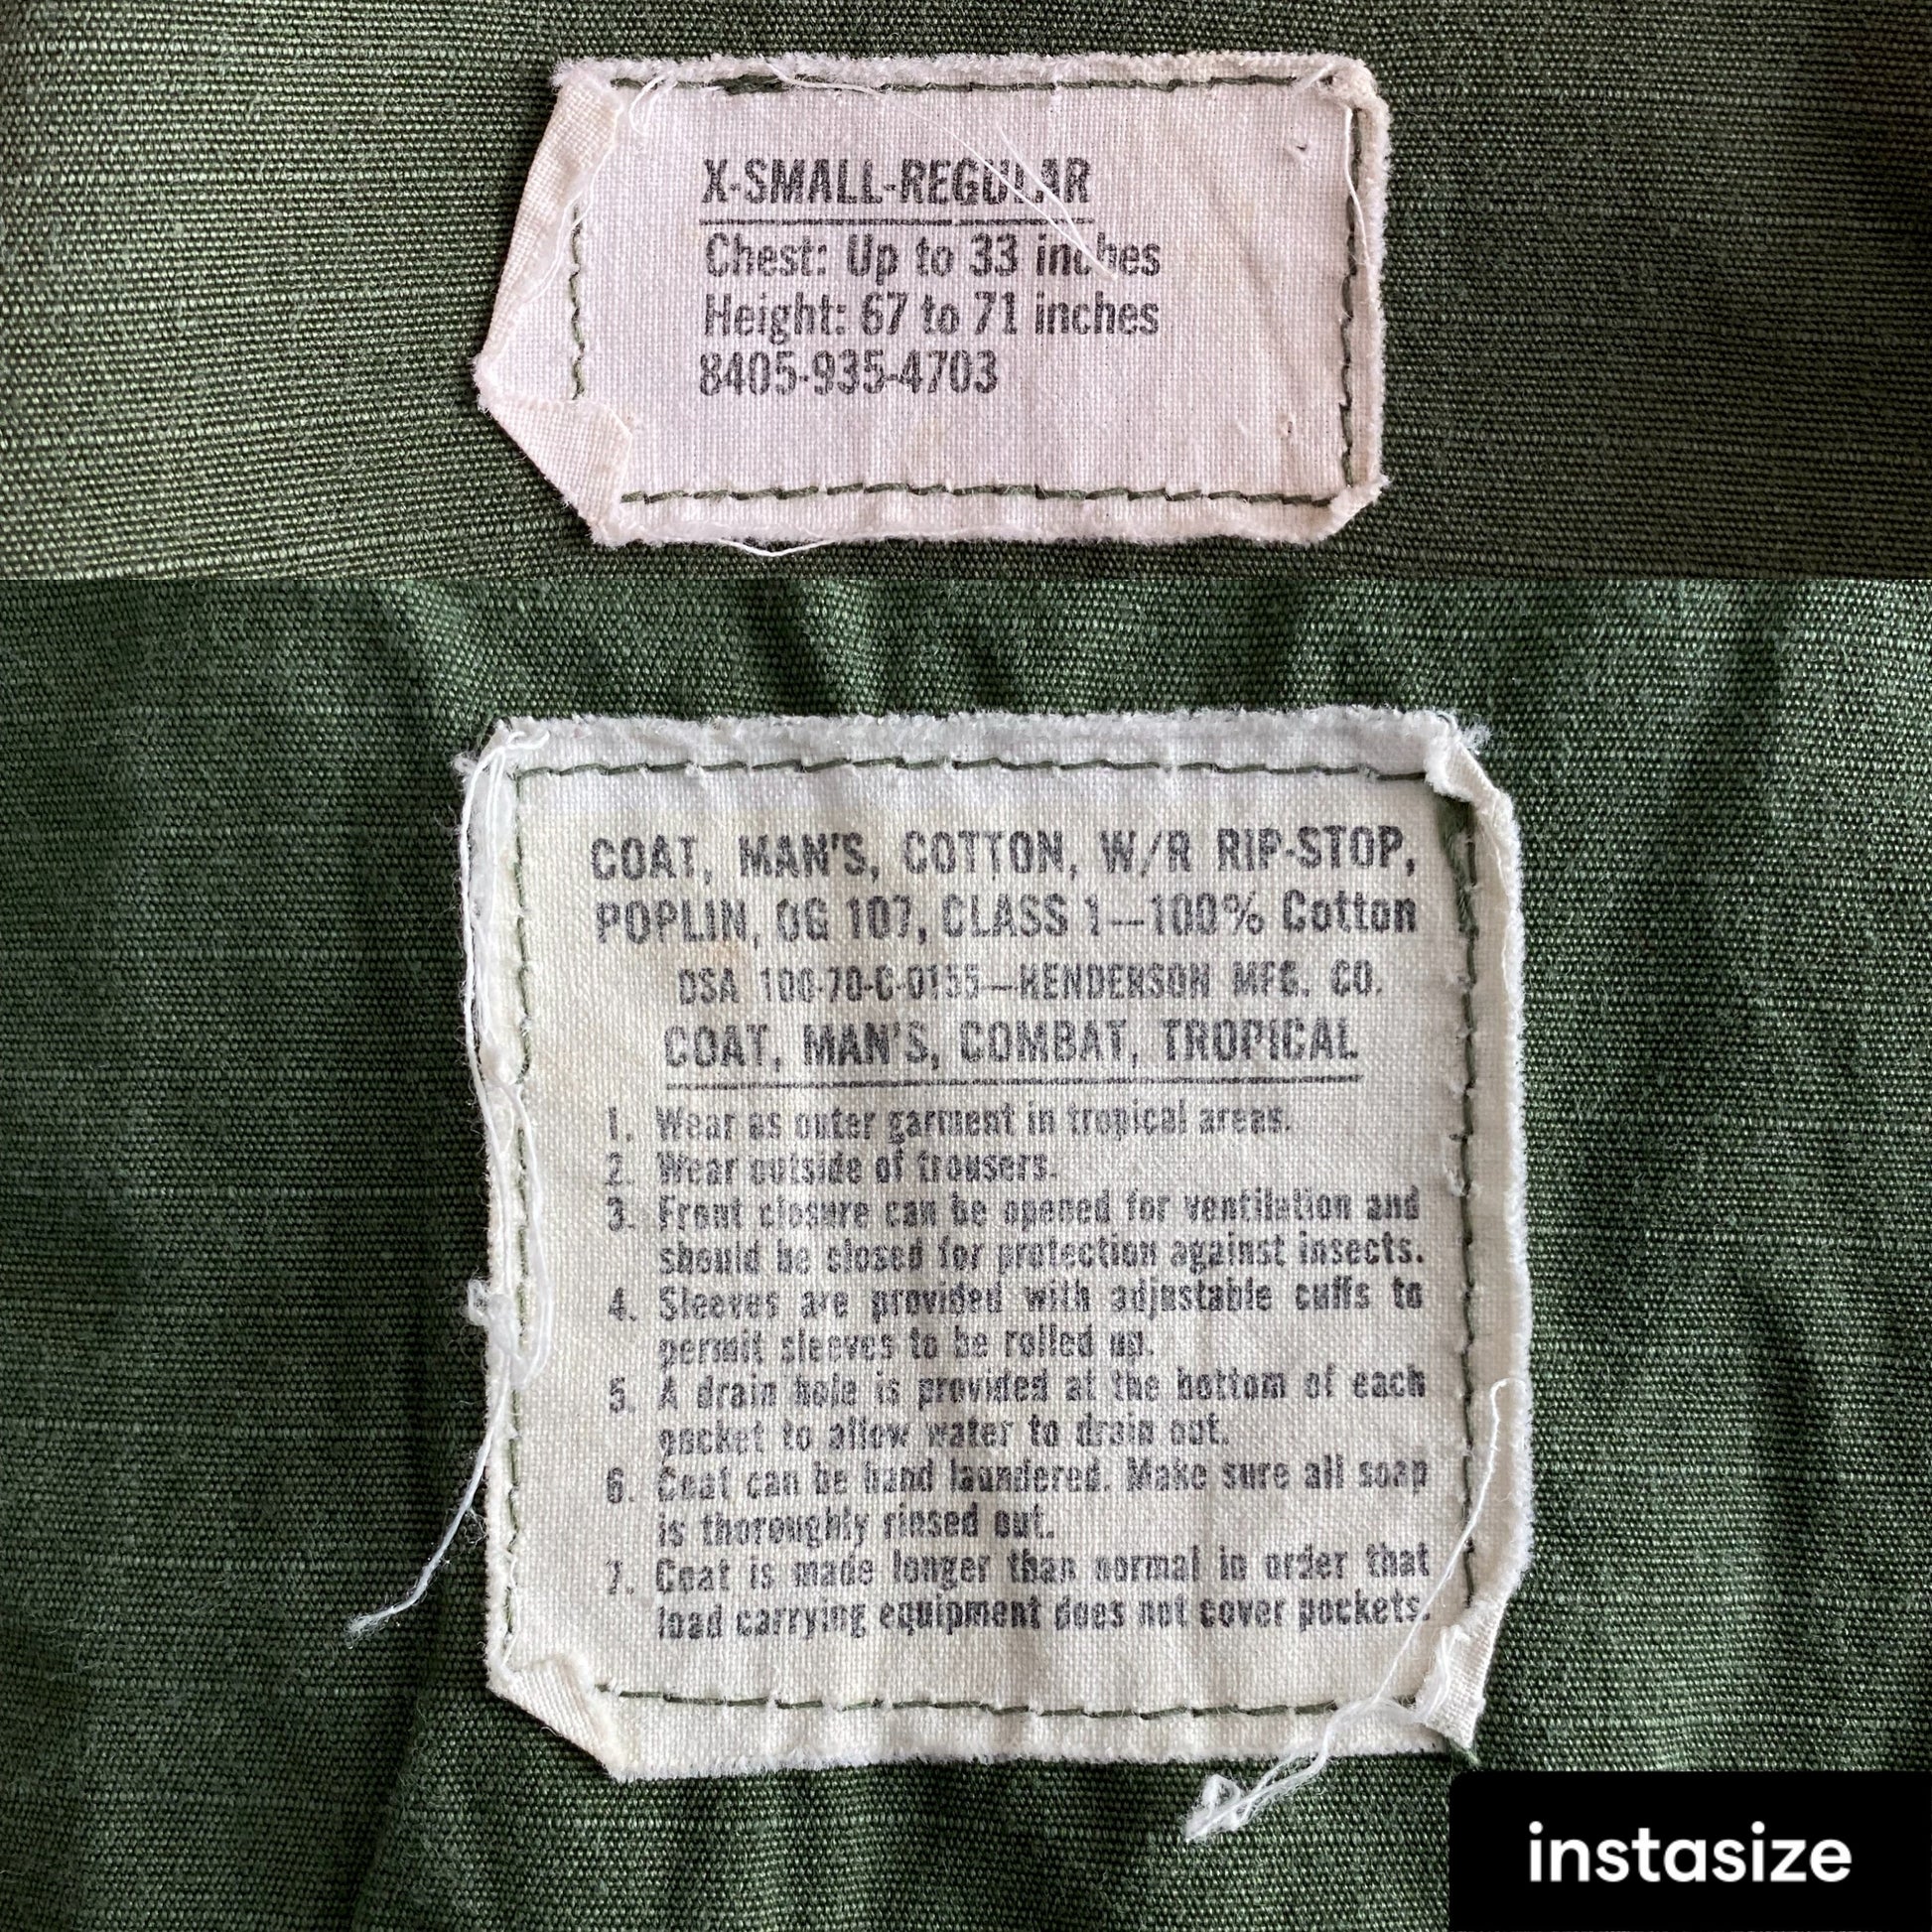 X-SMALL-REGULAR
Chest: Up to 33 inches
Height: 67 to 71 inches
8405-935-4703
COAT, MAN'S, COTTON, W/R RIP-STOP,
POPLIN, OG 107, CLASS 1—100% Cotton
DSA 100-70-C-0155—HENDERSON MFG. CO.
COAT, MAN'S, COMBAT, TROPICAL
1. Wear as outer garment in tropical areas.
2. Wear outside of trousers.
3. Front closure can be opened for ventilation and
should be closed for protection against insects.
4. Sleeves are provided with adjustable cuffs to
permit sleeves to be rolled up.
5. A drain hole is provided at the bottom of each
pocket to allow water to drain out.
6. Coat can be hand laundered. Make sure all soap
is thoroughly rinsed out.
7. Coat is made longer than normal in order that
load carrying equipment does not cover pockets.
instasize